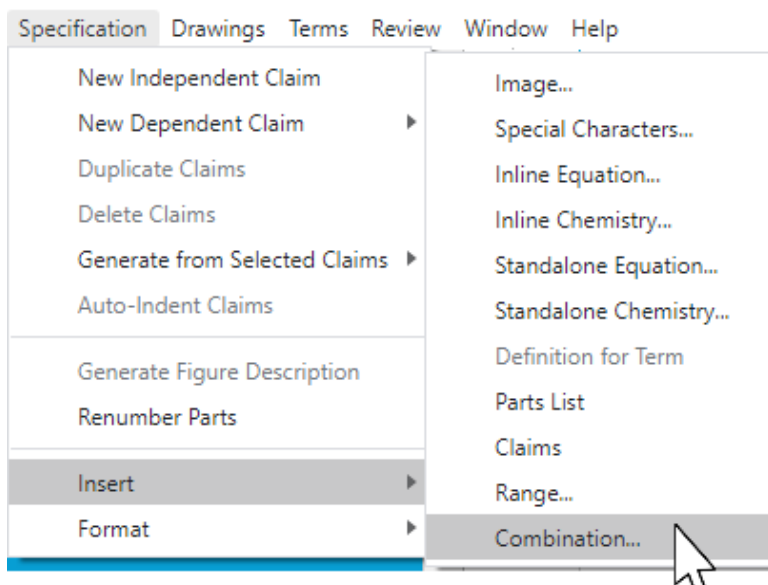 Specification Drawings Terms Review Window Help
New Independent Claim
New Dependent Claim
Duplicate Claims
Delete Claims
Generate from Selected Claims
Auto-Indent Claims
Generate Figure Description
Renumber Parts
Insert
Format
Image...
Special Characters...
Inline Equation...
Inline Chemistry...
Standalone Equation...
Standalone Chemistry...
Definition for Term
Parts List
Claims
Range...
Combination...